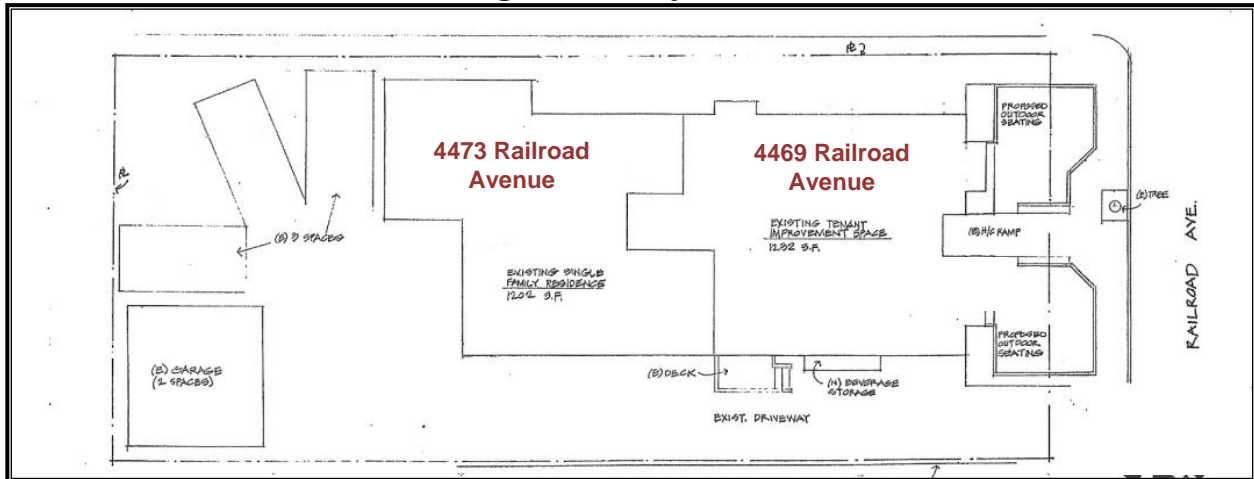 PROPOSED
OUTDOOR
SEATING
4473 Railroad
Avenue
4469 Railroad
Avenue
(E) TREE
(E) 3 SPACES
EXISTING TENANT
IMPROVEMENT SPACE
1232 S.F.
(E) H/C RAMP
EXISTING SINGLE
FAMILY RESIDENCE
1202 S.F.
RAILROAD AVE.
PROPOSED
OUTDOOR
SEATING
(E) GARAGE
(2 SPACES)
(E) DECK
(N) BEVERAGE
STORAGE
EXIST. DRIVEWAY